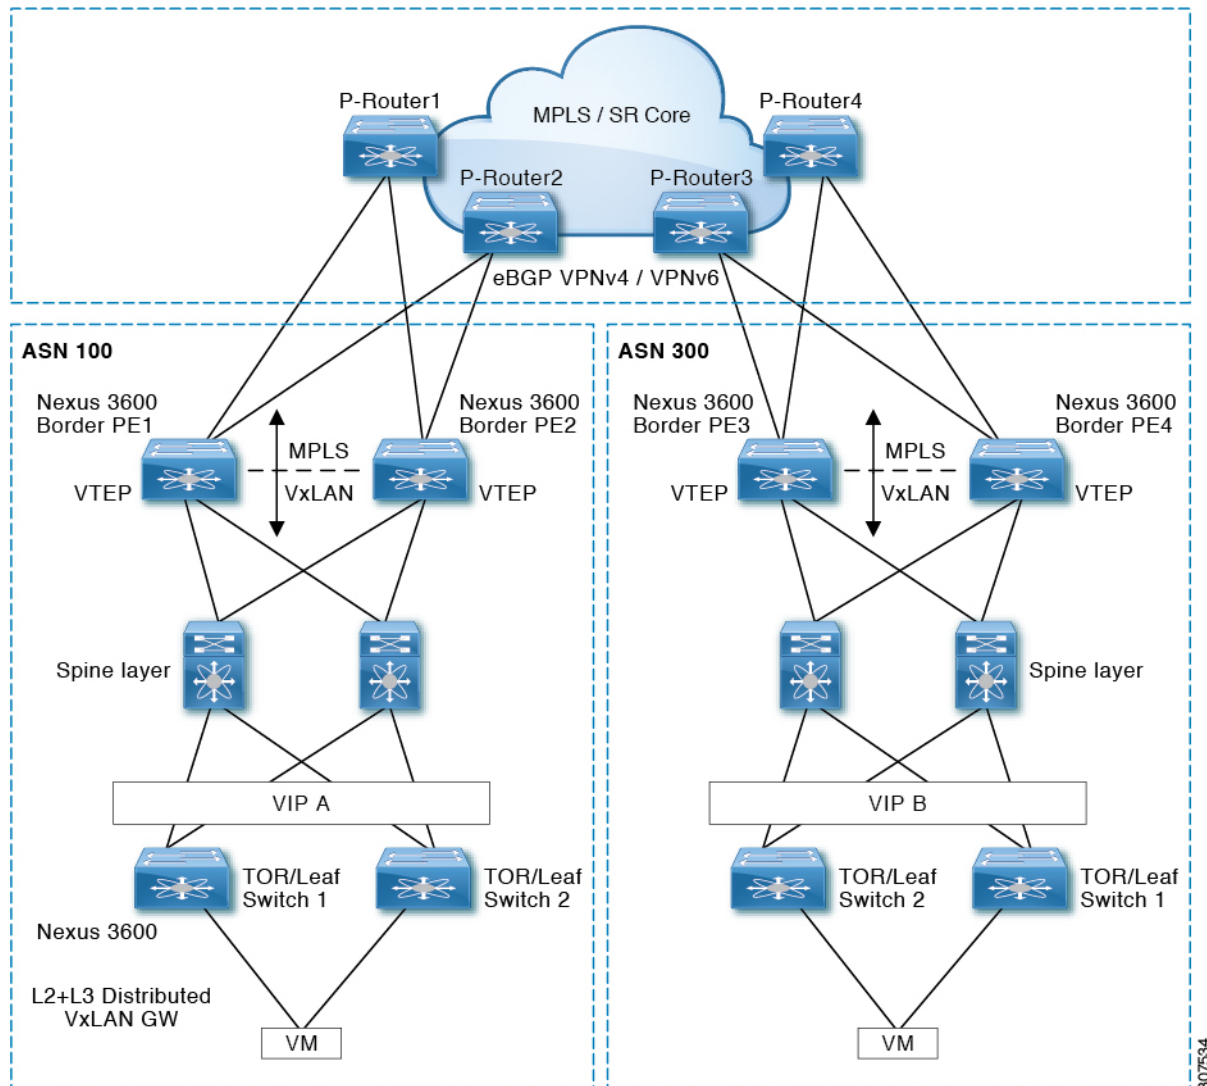 P-Router1
P-Router4
MPLS / SR Core
P-Router2
P-Router3
eBGP VPNv4 / VPNv6
ASN 100
Nexus 3600
Border PE1
Nexus 3600
Border PE2
MPLS
VxLAN
VTEP
VTEP
Spine layer
VIP A
TOR/Leaf
Switch 1
TOR/Leaf
Switch 2
Nexus 3600
L2+L3 Distributed
VxLAN GW
VM
ASN 300
Nexus 3600
Border PE3
Nexus 3600
Border PE4
MPLS
VxLAN
VTEP
VTEP
Spine layer
VIP B
TOR/Leaf
Switch 2
TOR/Leaf
Switch 1
VM
307534